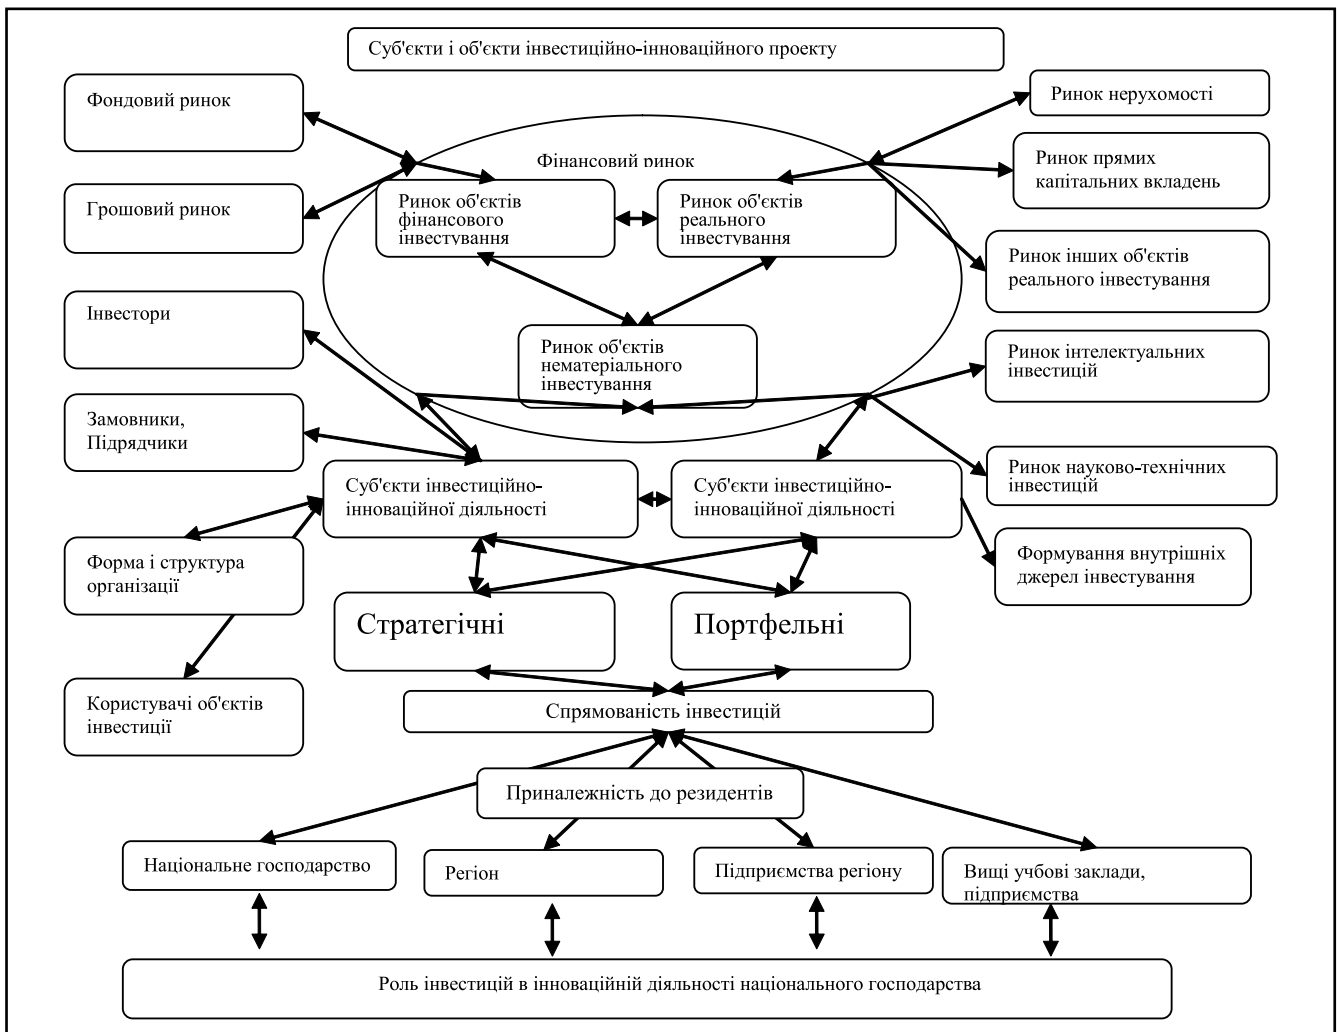 Суб'єкти і об'єкти інвестиційно-інноваційного проекту
Фондовий ринок
Ринок нерухомості
Фінансовий ринок
Ринок прямих
капітальних вкладень
Грошовий ринок
Ринок об'єктів
фінансового
інвестування
Ринок об'єктів
реального
інвестування
Ринок інших об'єктів
реального інвестування
Інвестори
Ринок об'єктів
нематеріального
інвестування
Ринок інтелектуальних
інвестицій
Замовники,
Підрядчики
Ринок науково-технічних
інвестицій
Суб'єкти інвестиційно-
інноваційної діяльності
Суб'єкти інвестиційно-
інноваційної діяльності
Форма і структура
організації
Формування внутрішніх
джерел інвестування
Стратегічні
Портфельні
Користувачі об'єктів
інвестиції
Спрямованість інвестицій
Приналежність до резидентів
Національне господарство
Регіон
Підприємства регіону
Вищі учбові заклади,
підприємства
Роль інвестицій в інноваційній діяльності національного господарства